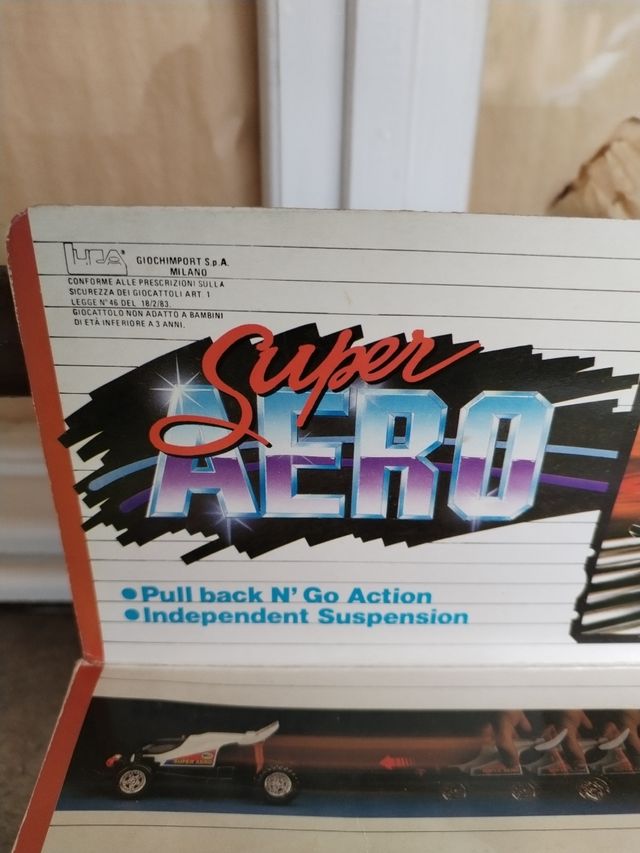 GIOCHIMPORT S.p.A.
MILANO
CONFORME ALLE PRESCRIZIONI SULLA
SICUREZZA DEI GIOCATTOLI ART. 1
LEGGE N° 46 DEL 18/2/83.
GIOCATTOLO NON ADATTO A BAMBINI
DI ETÀ INFERIORE A 3 ANNI.
Super
AERO
•Pull back N' Go Action
•Independent Suspension
SUPER AERO